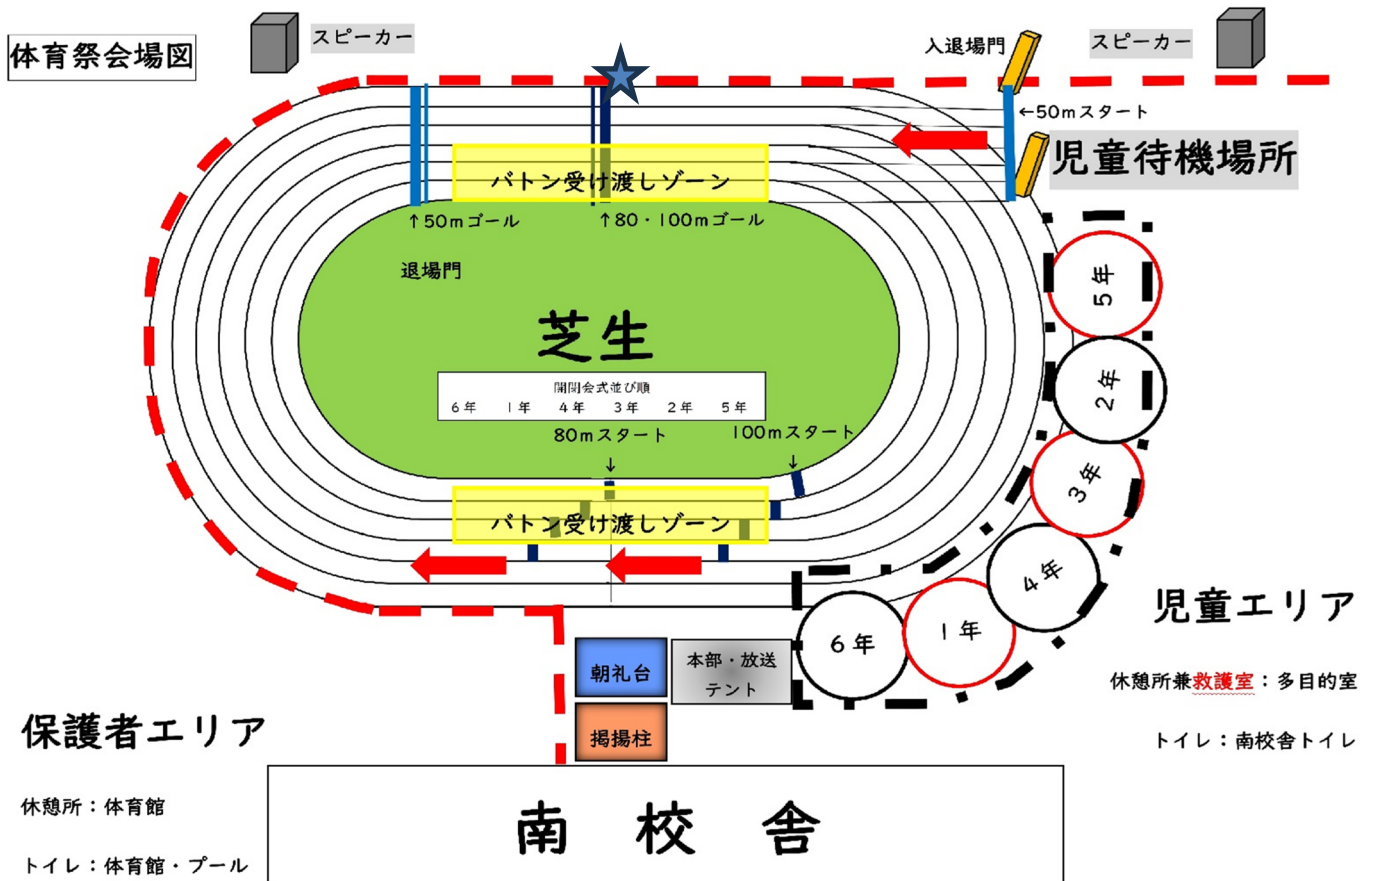 体育祭会場図
スピーカー
入退場門
スピーカー
←50mスタート
児童待機場所
バトン受け渡しゾーン
↑50mゴール
↑80・100mゴール
退場門
芝生
開閉会式並び順
6年 1年 4年 3年 2年 5年
80mスタート
↓
100mスタート
↓
バトン受け渡しゾーン
5年
2年
3年
4年
1年
6年
朝礼台
本部・放送
テント
掲揚柱
児童エリア
休憩所兼救護室：多目的室
トイレ：南校舎トイレ
保護者エリア
休憩所：体育館
トイレ：体育館・プール
南校舎